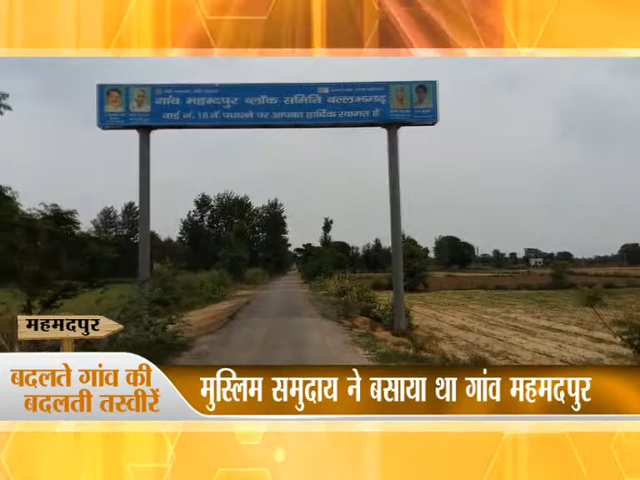 गाँव महमदपुर ब्लॉक समिति बल्लभगढ़
वार्ड नं. 18 में पधारने पर आपका हार्दिक स्वागत है
महमदपुर
बदलते गांव की
बदलती तस्वीरें
मुस्लिम समुदाय ने बसाया था गांव महमदपुर